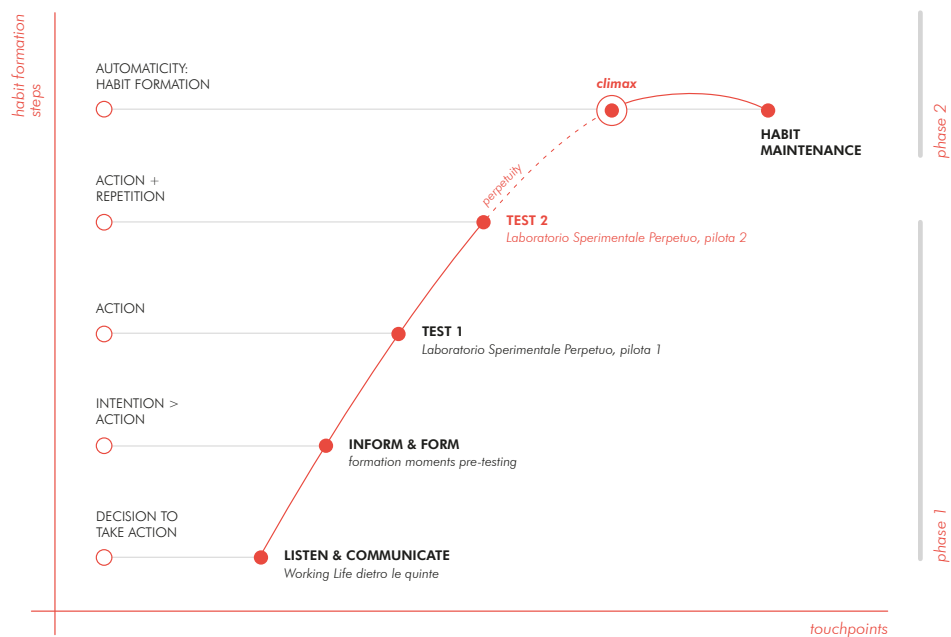 habit formation
steps
AUTOMATICITY:
HABIT FORMATION
climax
HABIT
MAINTENANCE
phase 2
ACTION +
REPETITION
perpetuity
TEST 2
Laboratorio Sperimentale Perpetuo, pilota 2
ACTION
TEST 1
Laboratorio Sperimentale Perpetuo, pilota 1
INTENTION >
ACTION
INFORM & FORM
formation moments pre-testing
DECISION TO
TAKE ACTION
LISTEN & COMMUNICATE
Working Life dietro le quinte
phase 1
touchpoints